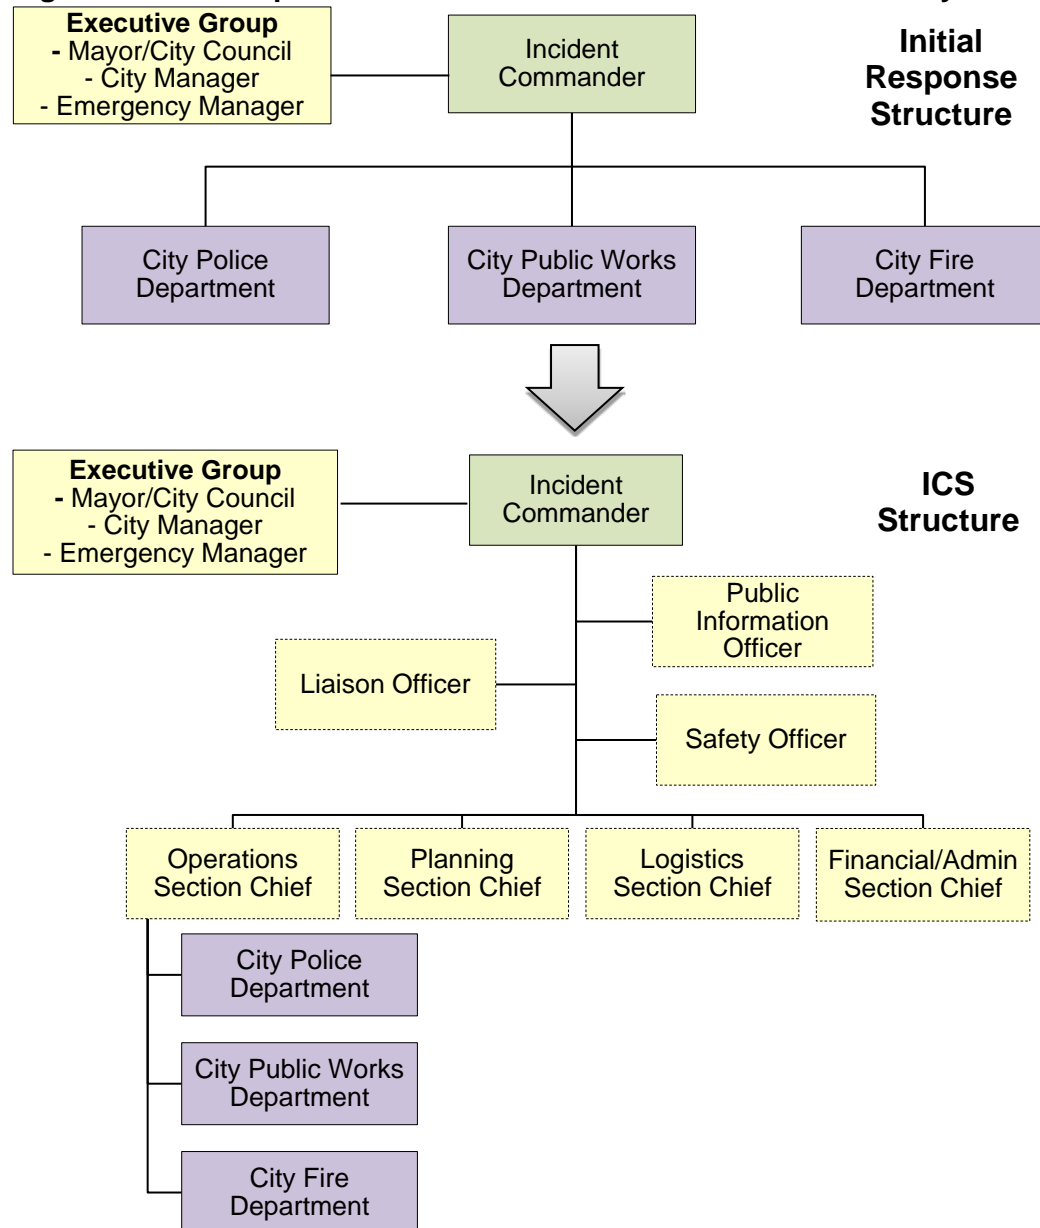 Executive Group
- Mayor/City Council
- City Manager
- Emergency Manager
Incident
Commander
Initial
Response
Structure
City Police
Department
City Public Works
Department
City Fire
Department
Executive Group
- Mayor/City Council
- City Manager
- Emergency Manager
Incident
Commander
ICS
Structure
Public
Information
Officer
Liaison Officer
Safety Officer
Operations
Section Chief
Planning
Section Chief
Logistics
Section Chief
Financial/Admin
Section Chief
City Police
Department
City Public Works
Department
City Fire
Department